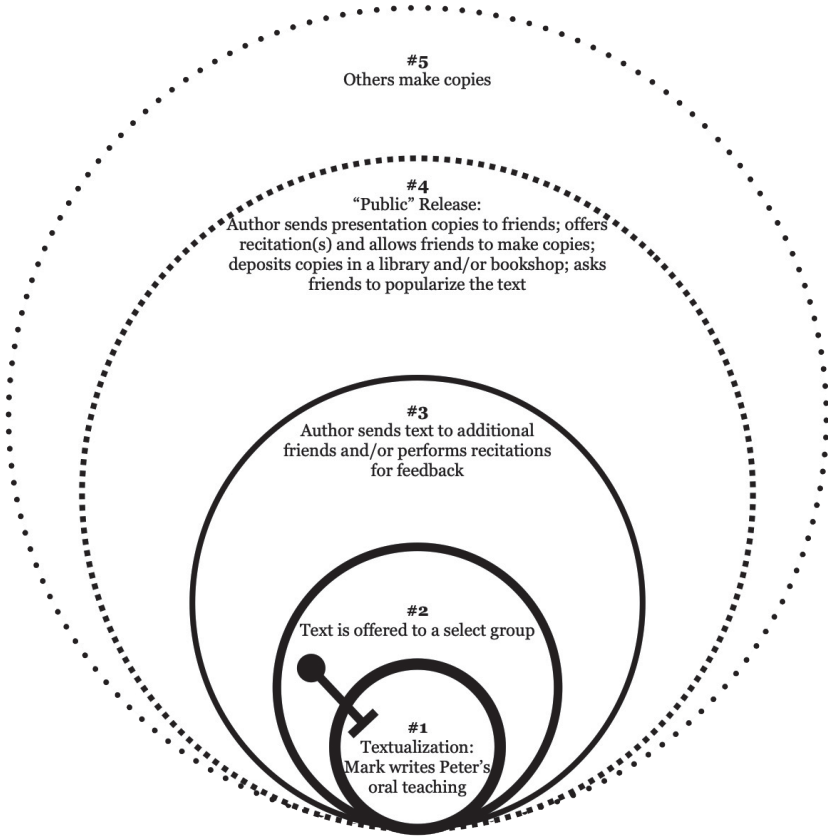 #5
Others make copies
#4
“Public” Release:
Author sends presentation copies to friends; offers
recitation(s) and allows friends to make copies;
deposits copies in a library and/or bookshop; asks
friends to popularize the text
#3
Author sends text to additional
friends and/or performs recitations
for feedback
#2
Text is offered to a select group
#1
Textualization:
Mark writes Peter’s
oral teaching